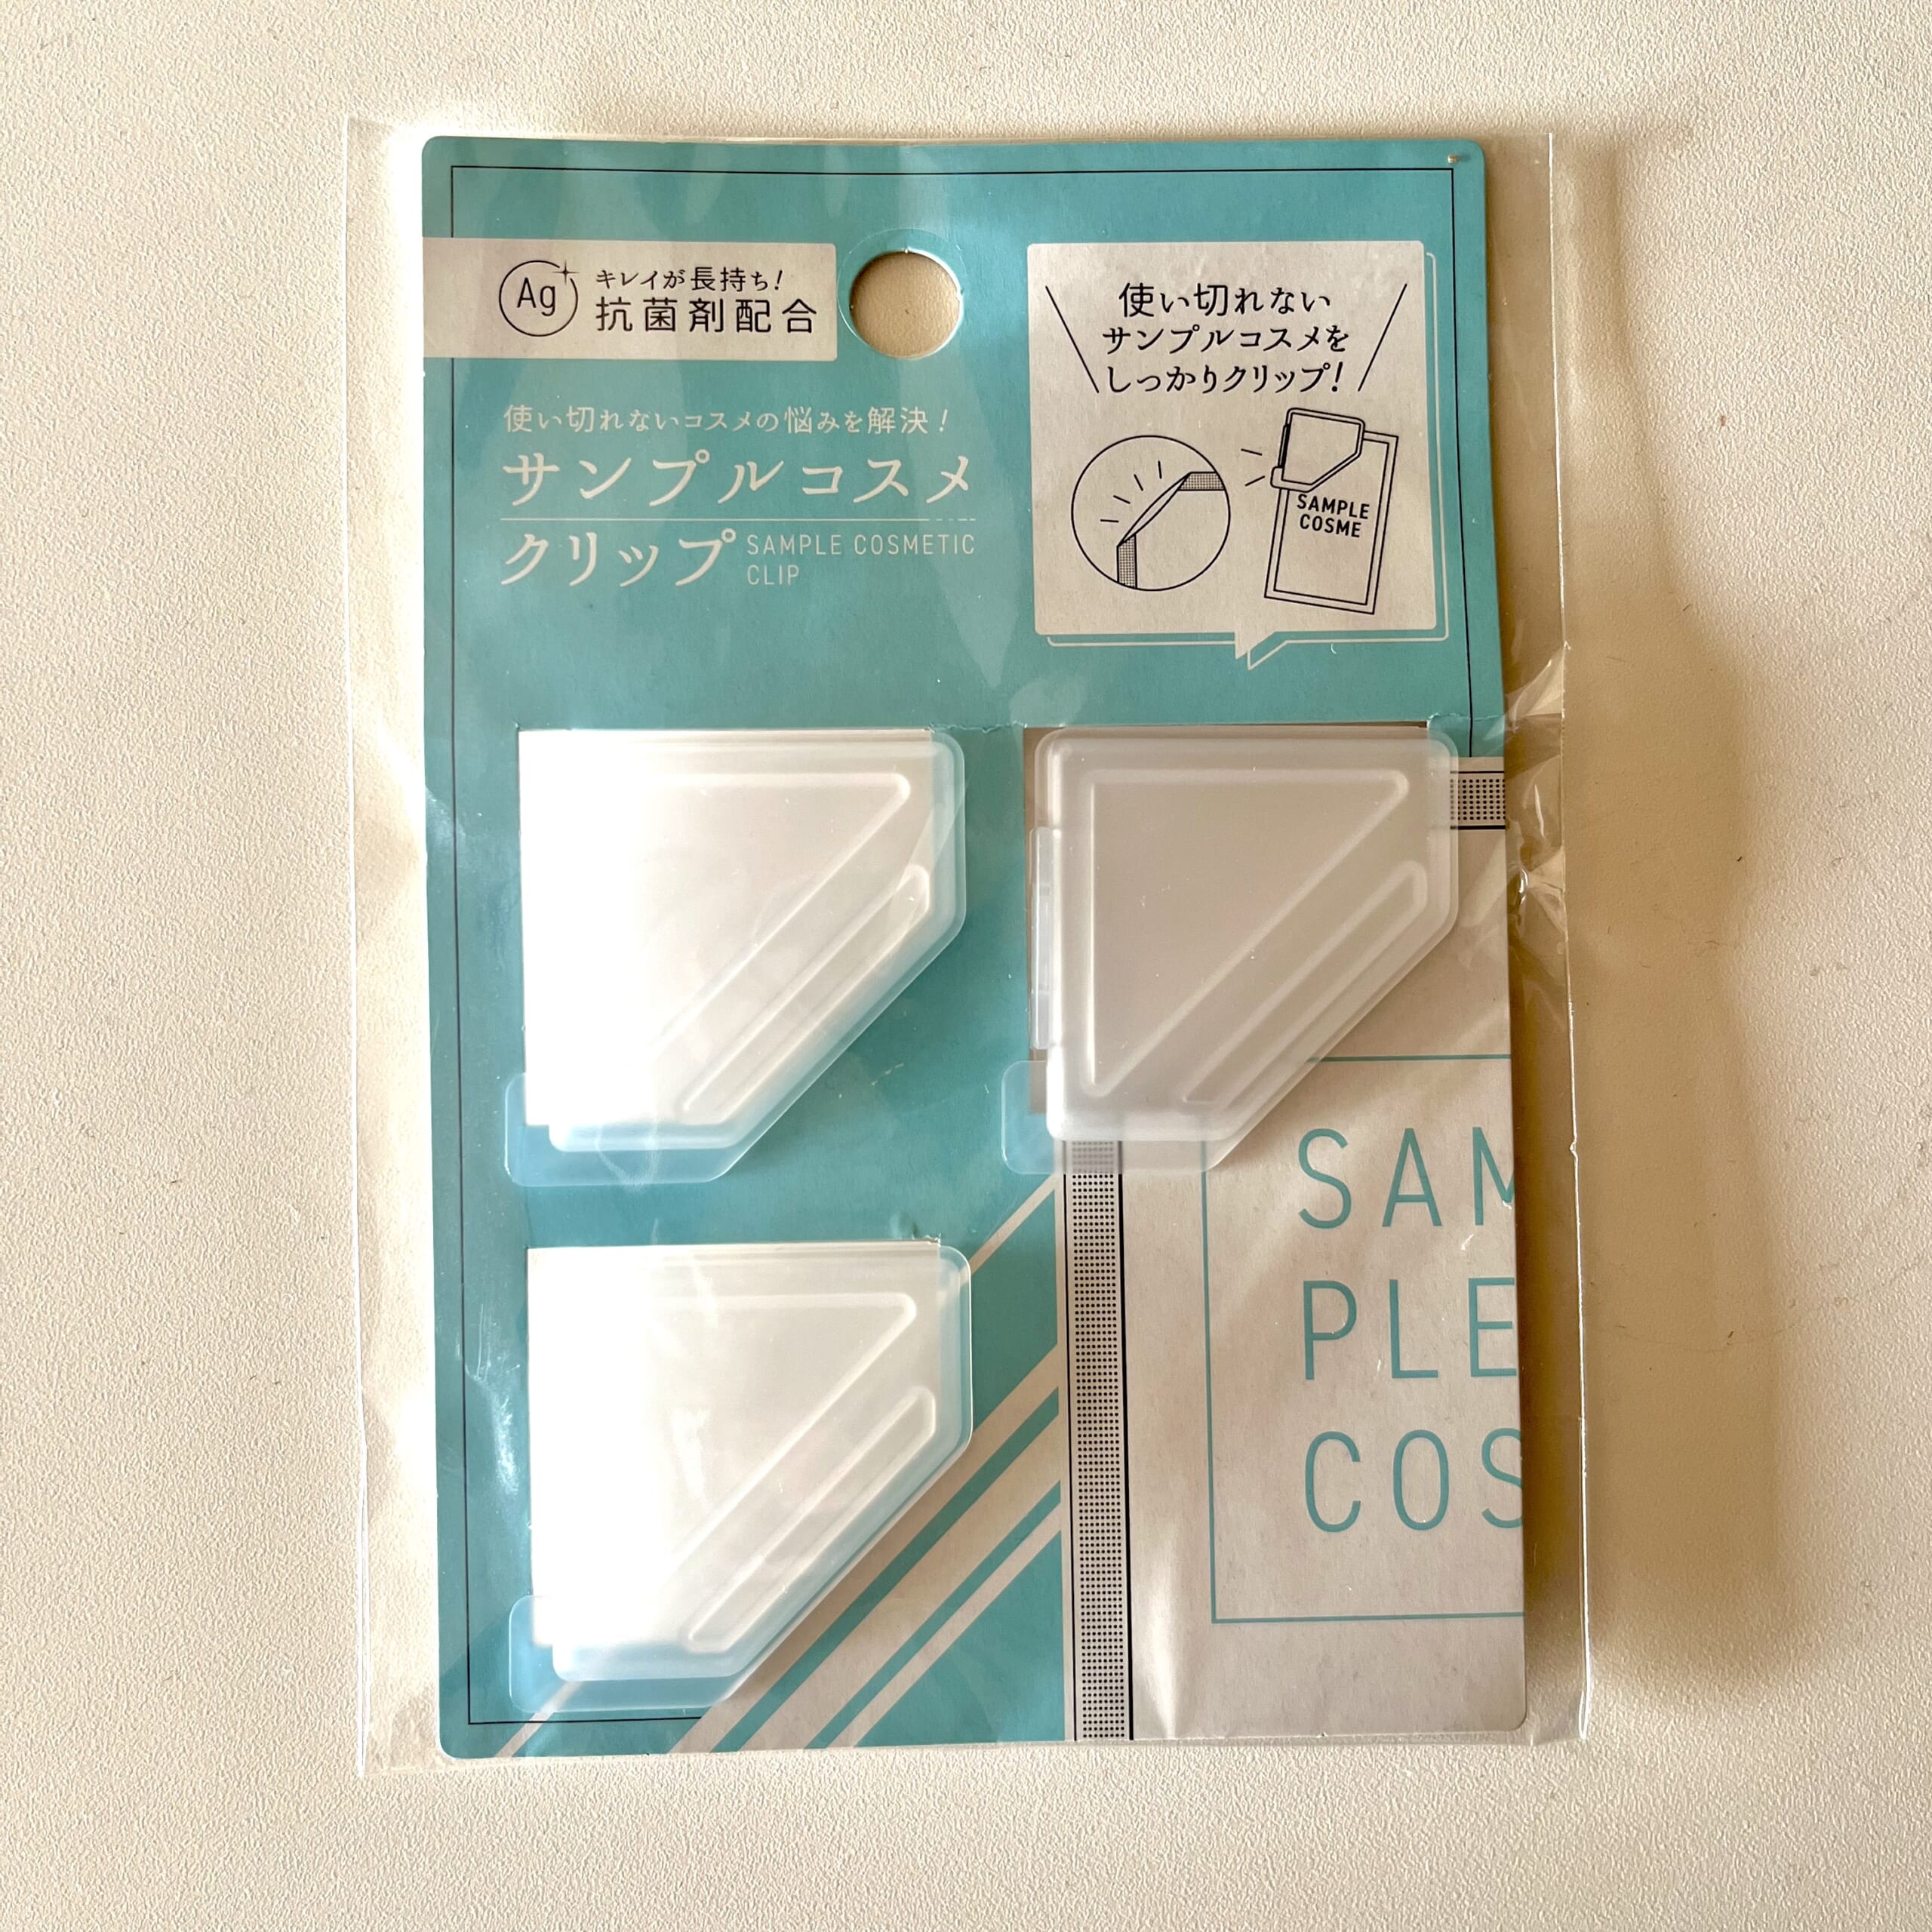 Ag
キレイが長持ち!
抗菌剤配合
使い切れないコスメの悩みを解決!
サンプルコスメ
クリップ SAMPLE COSMETIC
CLIP
使い切れない
サンプルコスメを
しっかりクリップ!
SAMPLE
COSME
SAM
PLE
COS